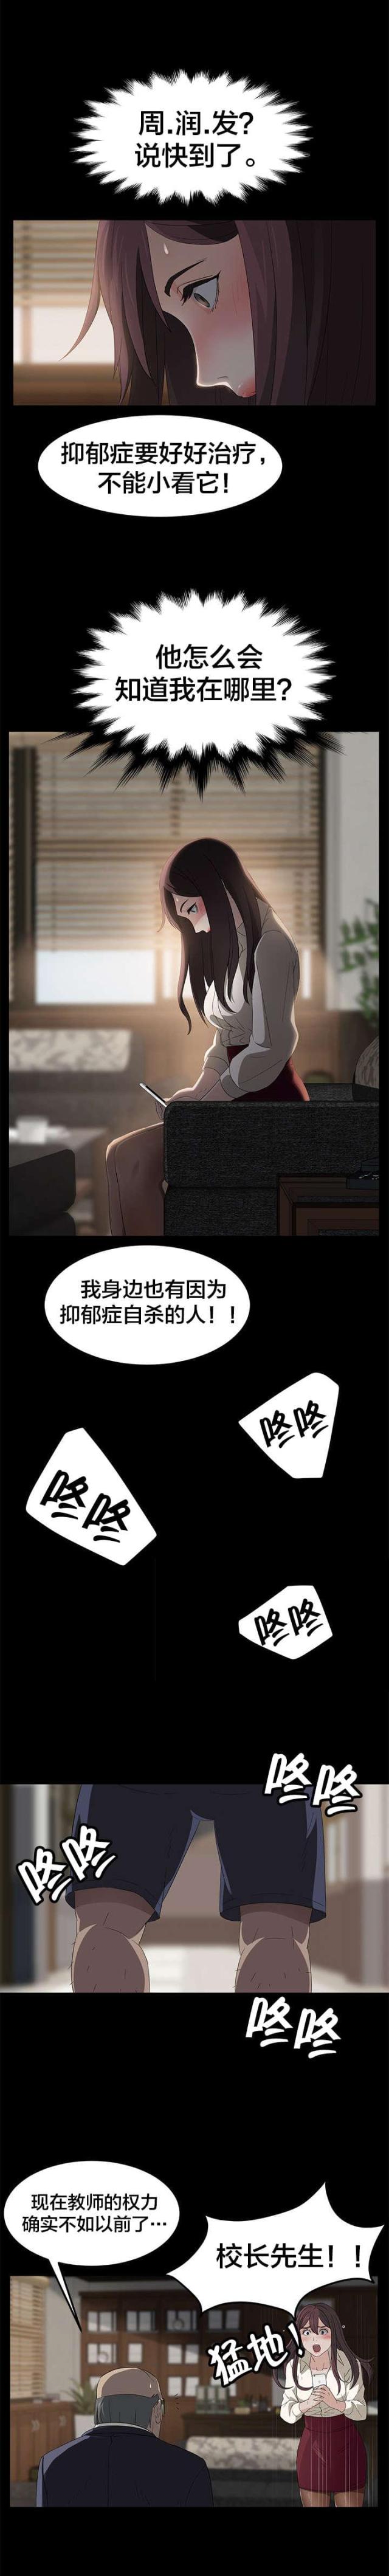 周.润.发?
说快到了。
抑郁症要好好治疗，
不能小看它！
他怎么会
知道我在哪里？
我身边也有因为
抑郁症自杀的人！！
咚咚
咚咚
咚咚
咚咚
咚咚
咚咚
现在教师的权力
确实不如以前了…
校长先生！！
猛地！